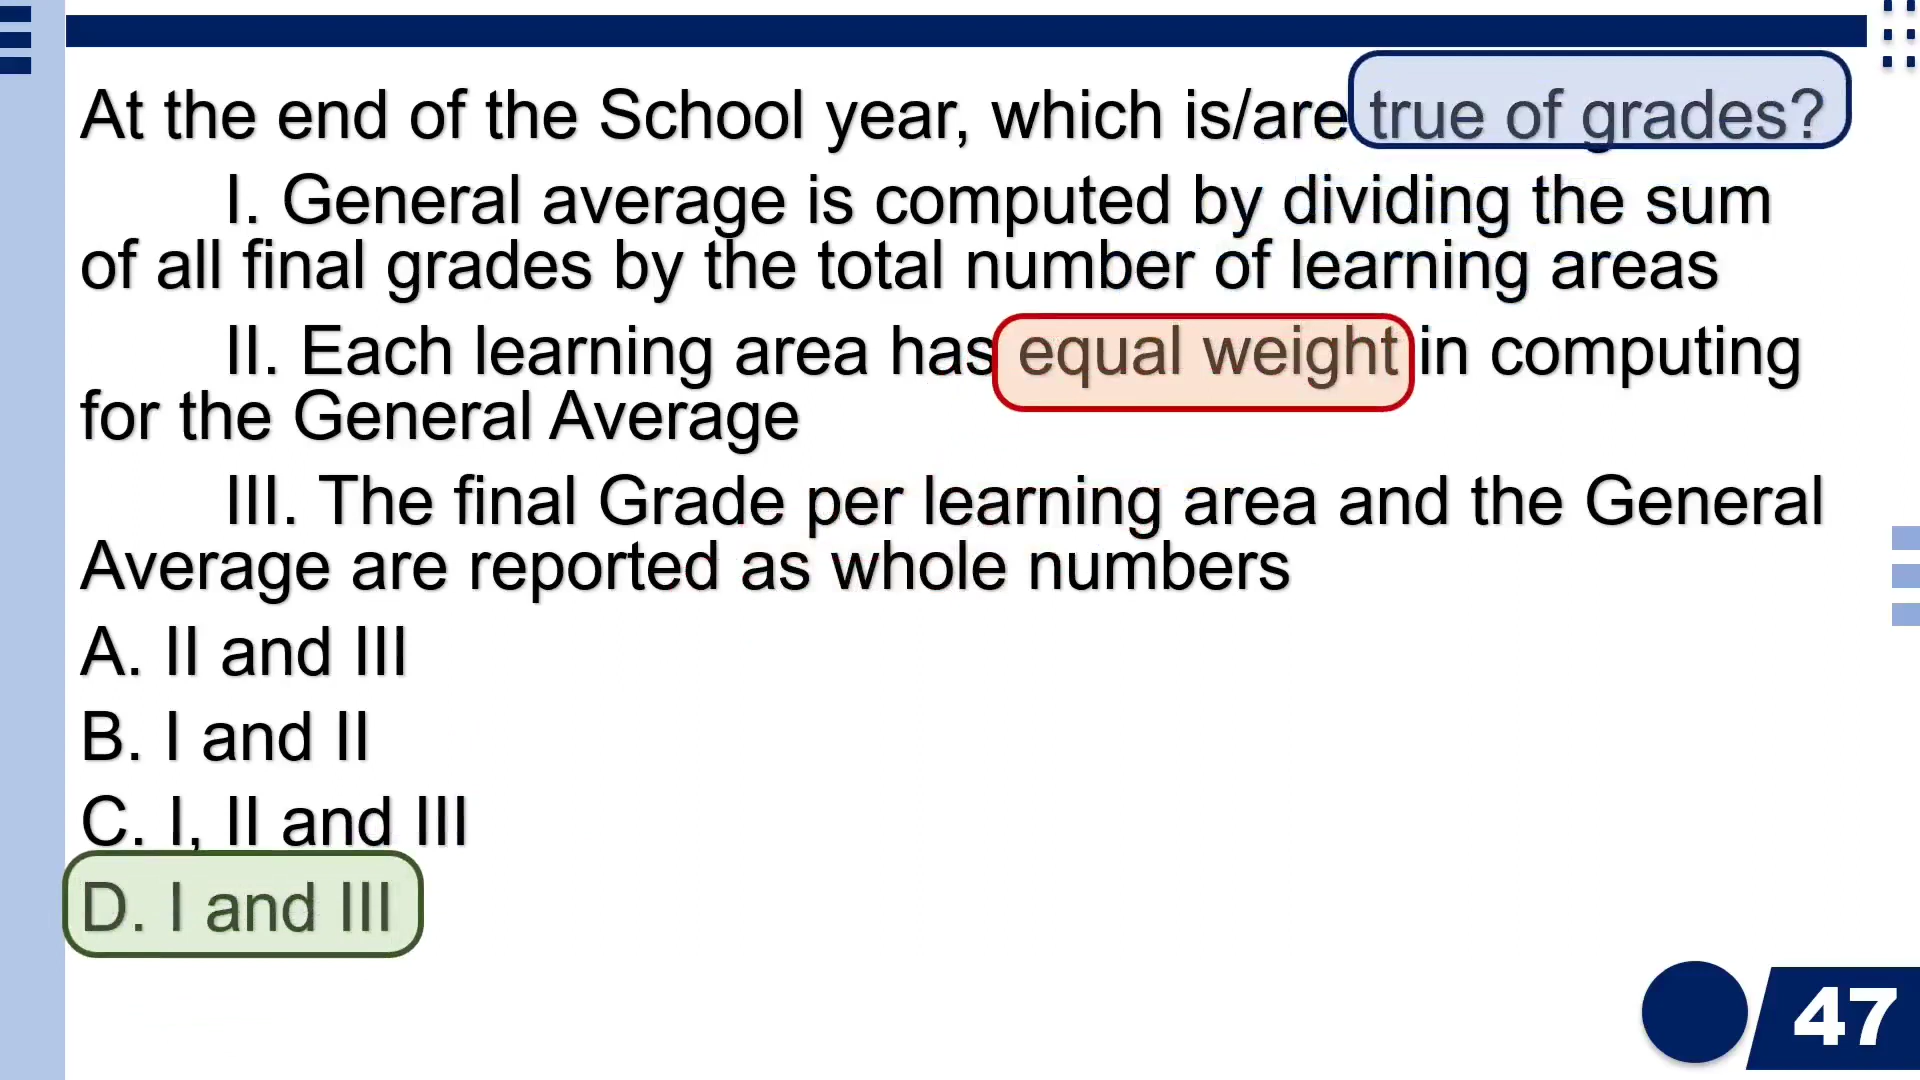 At the end of the School year, which is/are true of grades?
I. General average is computed by dividing the sum
of all final grades by the total number of learning areas
II. Each learning area has equal weight in computing
for the General Average
III. The final Grade per learning area and the General
Average are reported as whole numbers
A. II and III
B. I and II
C. I, II and III
D. I and III
47